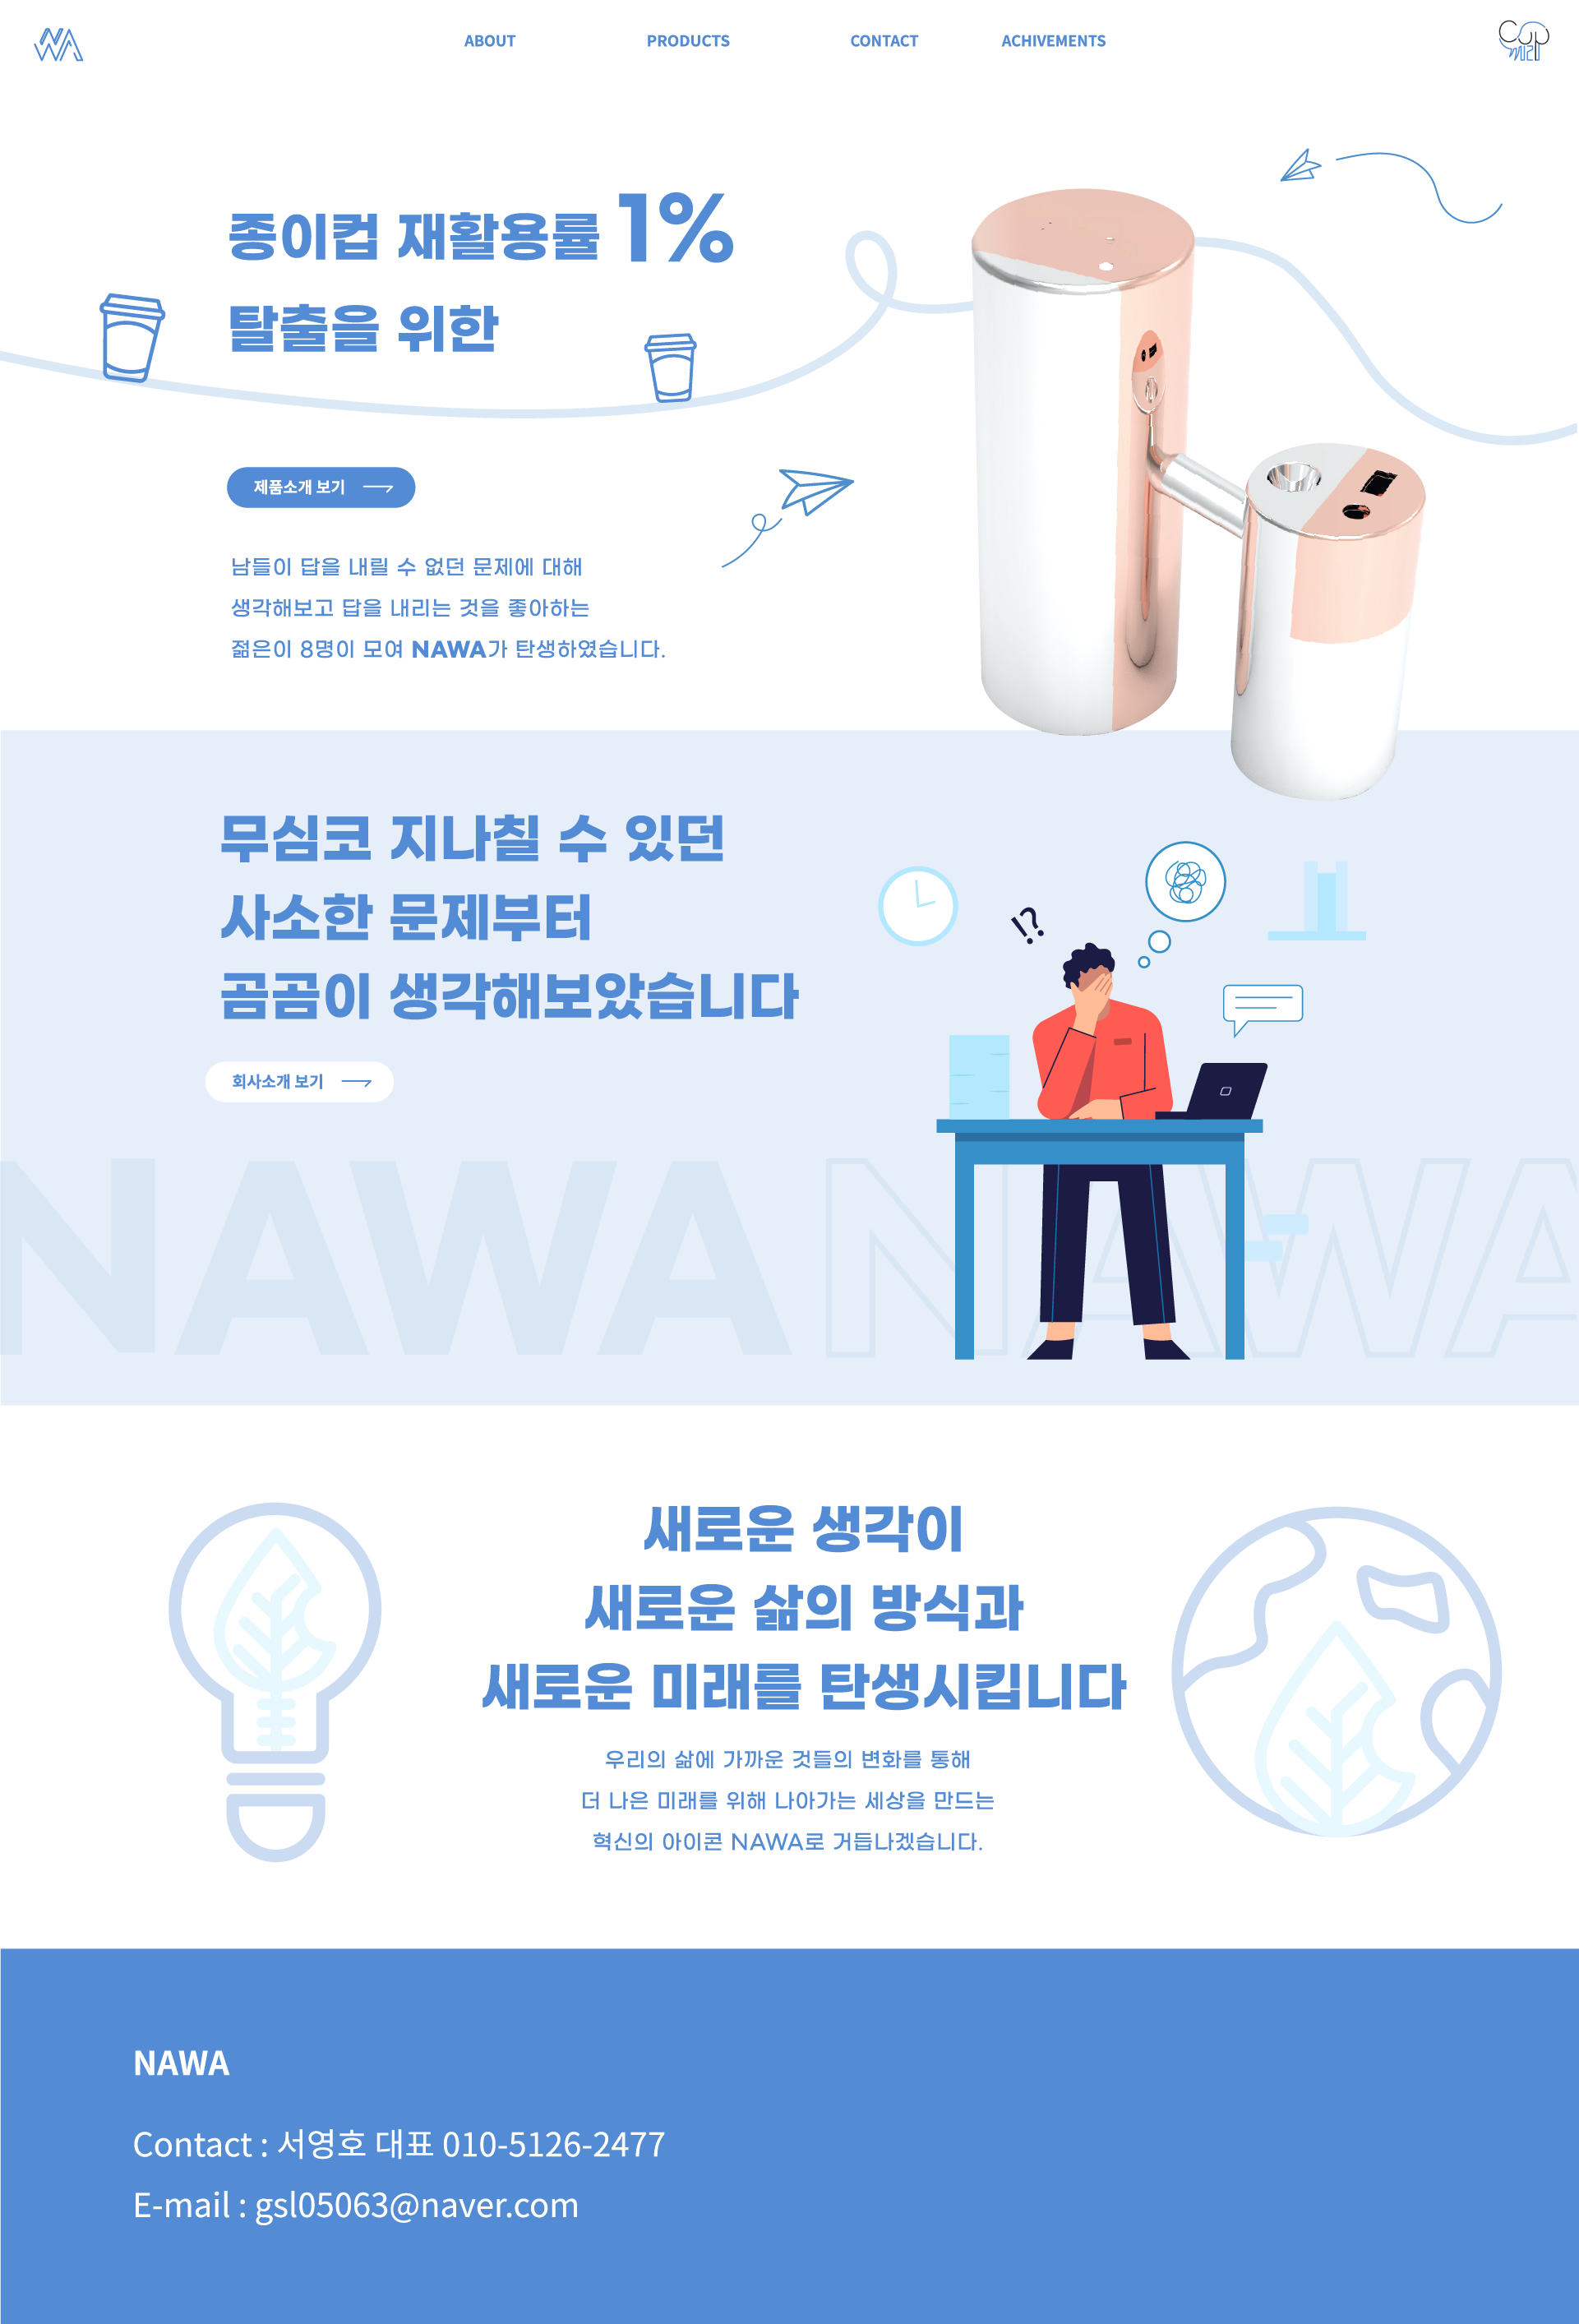 ABOUT
PRODUCTS
CONTACT
ACHIVEMENTS
Cup
미리
종이컵 재활용률 1%
탈출을 위한
제품소개 보기
남들이 답을 내릴 수 없던 문제에 대해
생각해보고 답을 내리는 것을 좋아하는
젊은이 8명이 모여 NAWA가 탄생하였습니다.
무심코 지나칠 수 있던
사소한 문제부터
곰곰이 생각해보았습니다
!?
회사소개 보기
NAWA NAWA
새로운 생각이
새로운 삶의 방식과
새로운 미래를 탄생시킵니다
우리의 삶에 가까운 것들의 변화를 통해
더 나은 미래를 위해 나아가는 세상을 만드는
혁신의 아이콘 NAWA로 거듭나겠습니다.
NAWA
Contact : 서영호 대표 010-5126-2477
E-mail : gsl05063@naver.com